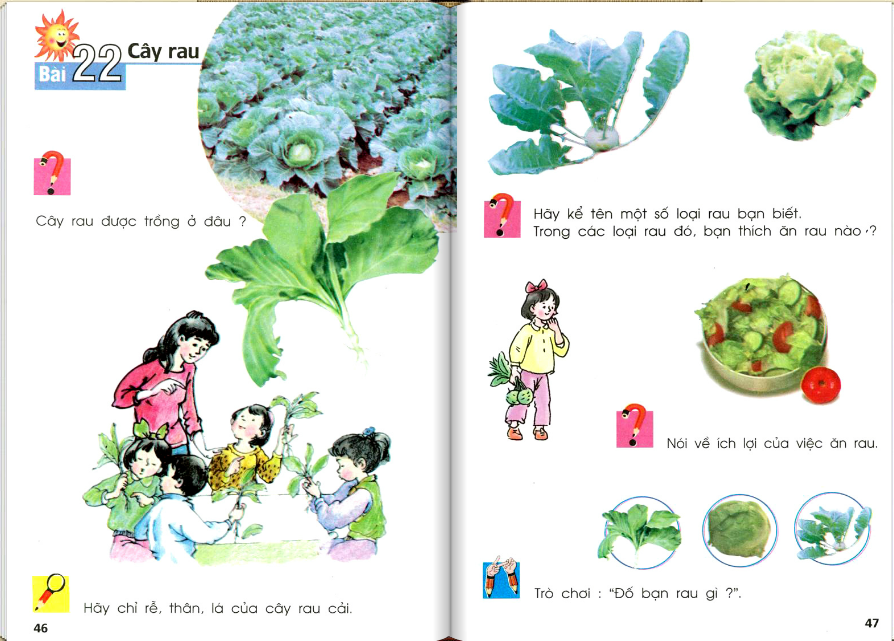 Bài 22 Cây rau
Cây rau được trồng ở đâu ?
Hãy chỉ rễ, thân, lá của cây rau cải.
46
Hãy kể tên một số loại rau bạn biết.
Trong các loại rau đó, bạn thích ăn rau nào ?
Nói về ích lợi của việc ăn rau.
Trò chơi : “Đố bạn rau gì ?”.
47